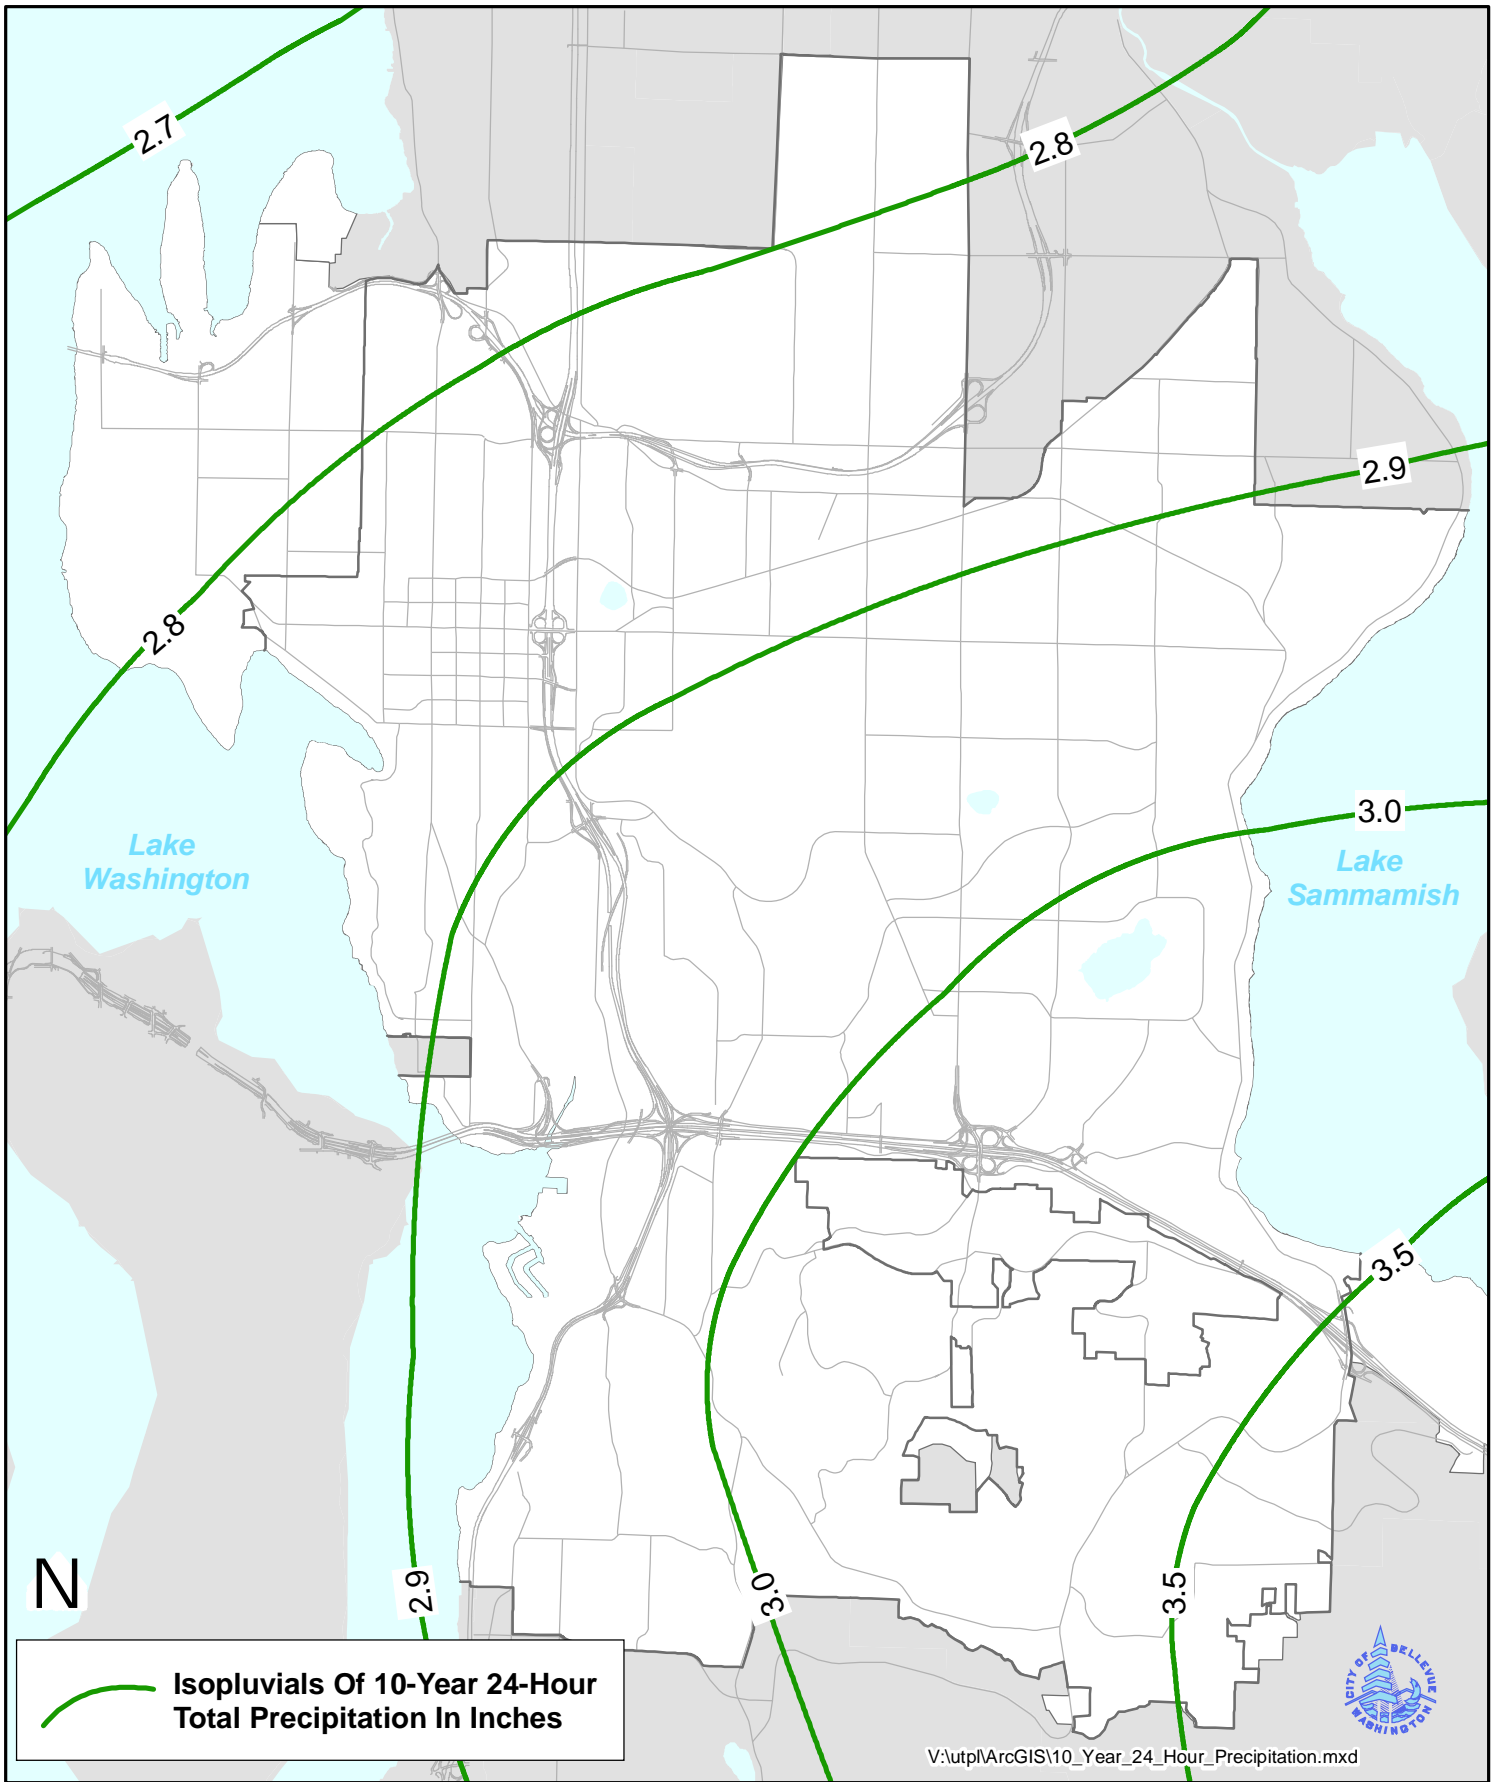 2.7
2.8
2.9
2.8
3.0
Lake
Washington
Lake
Sammamish
3.5
2.9
3.0
3.5
N
Isopluvials Of 10-Year 24-Hour
Total Precipitation In Inches
CITY OF BELLEVUE
WASHINGTON
V:\utpl\ArcGIS\10_Year_24_Hour_Precipitation.mxd